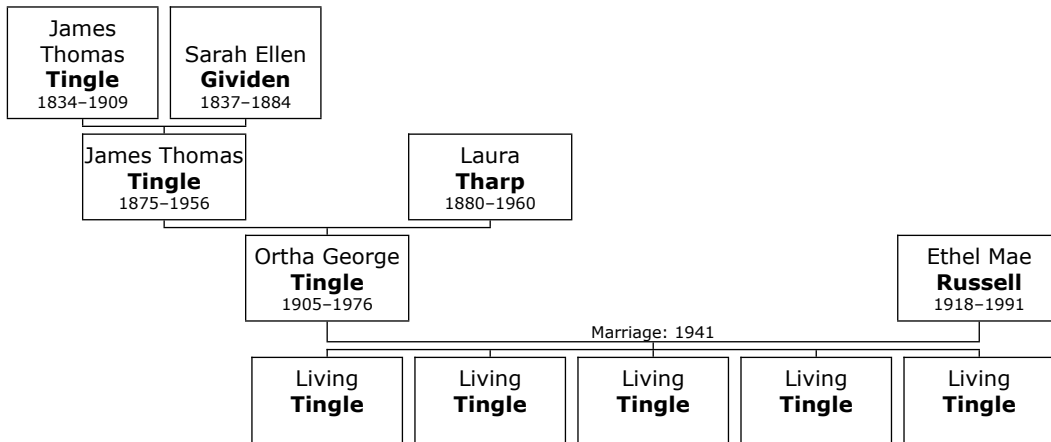 James
Thomas
Tingle
1834–1909
Sarah Ellen
Gividen
1837–1884
James Thomas
Tingle
1875–1956
Laura
Tharp
1880–1960
Ortha George
Tingle
1905–1976
Ethel Mae
Russell
1918–1991
Marriage: 1941
Living
Tingle
Living
Tingle
Living
Tingle
Living
Tingle
Living
Tingle